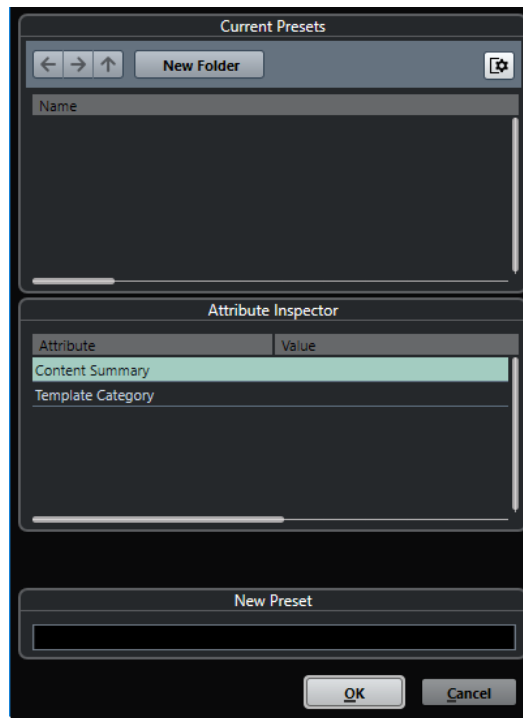 Current Presets
New Folder
Name
Attribute Inspector
Attribute Value
Content Summary
Template Category
New Preset
OK Cancel